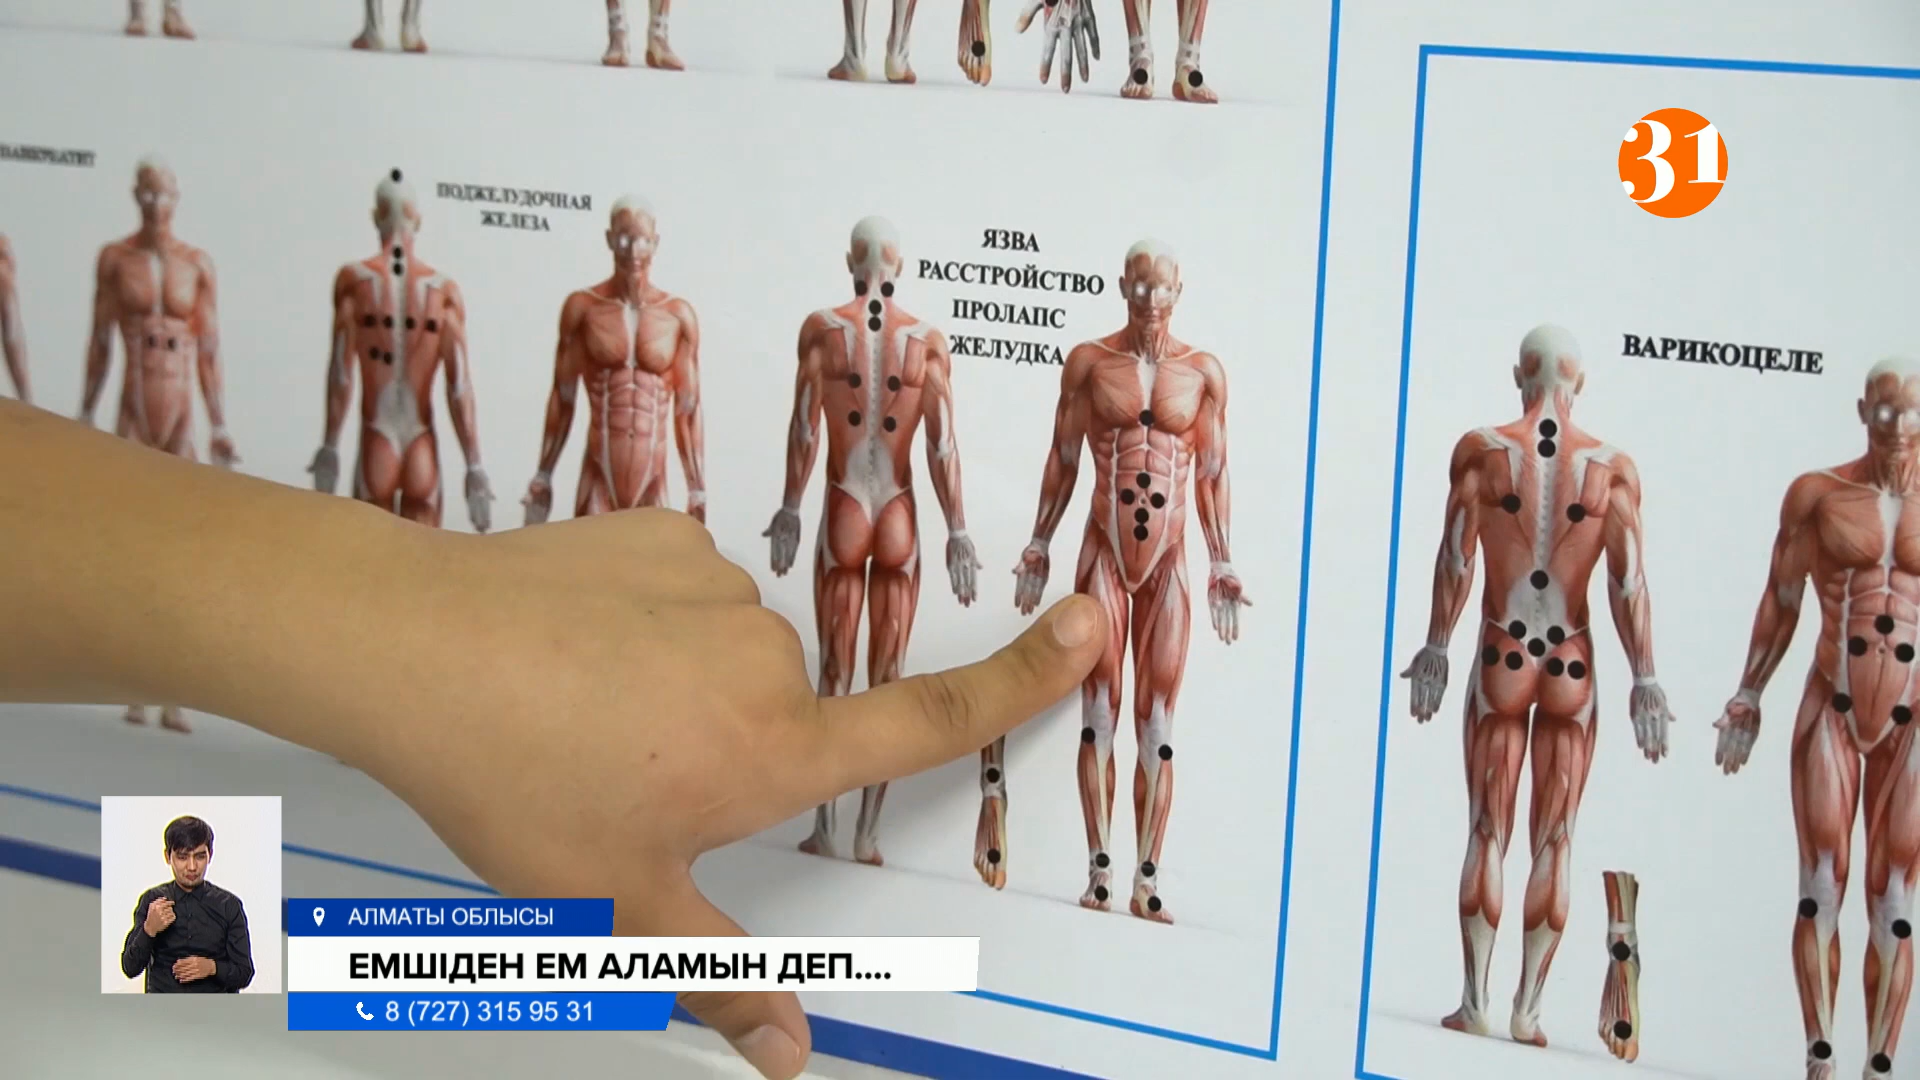 31
ПАНКРЕАТИТ
ПОДЖЕЛУДОЧНАЯ
ЖЕЛЕЗА
ЯЗВА
РАССТРОЙСТВО
ПРОЛАПС
ЖЕЛУДКА
ВАРИКОЦЕЛЕ
АЛМАТЫ ОБЛЫСЫ
ЕМШІДЕН ЕМ АЛАМЫН ДЕП....
8 (727) 315 95 31